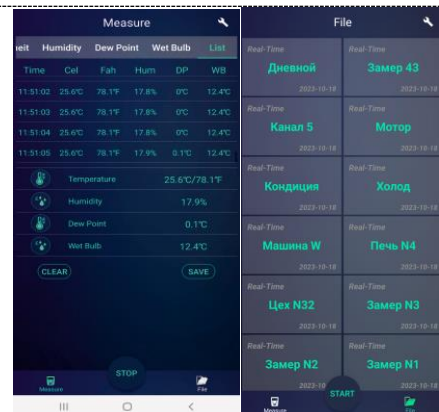 Measure
eit Humidity Dew Point Wet Bulb List
Time Cel Fah Hum DP WB
11:51:02 25.6℃ 78.1℉ 17.8% 0℃ 12.4℃
11:51:03 25.6℃ 78.1℉ 17.8% 0℃ 12.4℃
11:51:04 25.6℃ 78.1℉ 17.8% 0℃ 12.4℃
11:51:05 25.6℃ 78.1℉ 17.9% 0.1℃ 12.4℃
Temperature 25.6℃/78.1℉
Humidity 17.9%
Dew Point 0.1℃
Wet Bulb 12.4℃
CLEAR SAVE
STOP
Measure File
File
Real-Time Real-Time
Дневной Замер 43
2023-10-18 2023-10-18
Real-Time Real-Time
Канал 5 Мотор
2023-10-18 2023-10-18
Real-Time Real-Time
Кондиция Холод
2023-10-18 2023-10-18
Real-Time Real-Time
Машина W Печь N4
2023-10-18 2023-10-18
Real-Time Real-Time
Цех N32 Замер N3
2023-10-18 2023-10-18
Real-Time Real-Time
Замер N2 Замер N1
2023-10 2023-10-18
START
Measure File